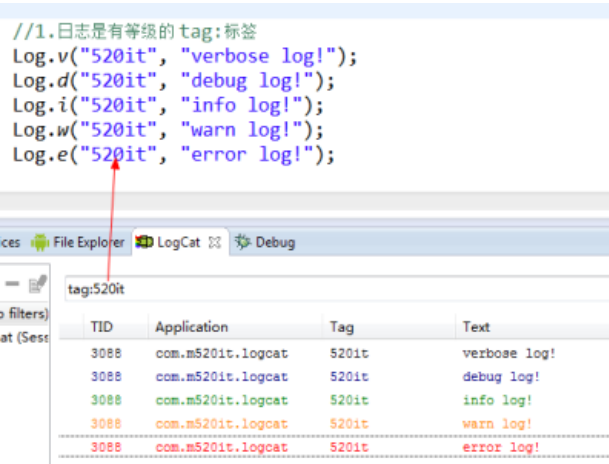 //1.日志是有等级的 tag:标签
Log.v("520it", "verbose log!");
Log.d("520it", "debug log!");
Log.i("520it", "info log!");
Log.w("520it", "warn log!");
Log.e("520it", "error log!");
ices File Explorer LogCat Debug
tag:520it
o filters)
at (Sess
TID Application Tag Text
3088 com.m520it.logcat 520it verbose log!
3088 com.m520it.logcat 520it debug log!
3088 com.m520it.logcat 520it info log!
3088 com.m520it.logcat 520it warn log!
3088 com.m520it.logcat 520it error log!